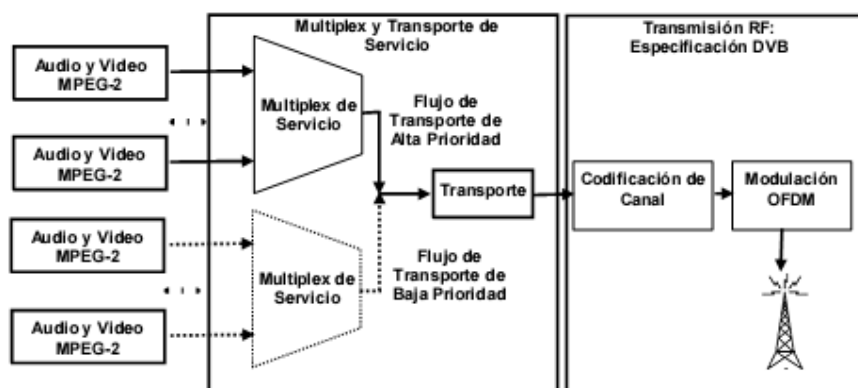 Multiplex y Transporte de
Servicio
Transmisión RF:
Especificación DVB
Audio y Video
MPEG-2
Audio y Video
MPEG-2
Audio y Video
MPEG-2
Audio y Video
MPEG-2
Multiplex de
Servicio
Multiplex de
Servicio
Flujo de
Transporte de
Alta Prioridad
Flujo de
Transporte de
Baja Prioridad
Transporte
Codificación de
Canal
Modulación
OFDM